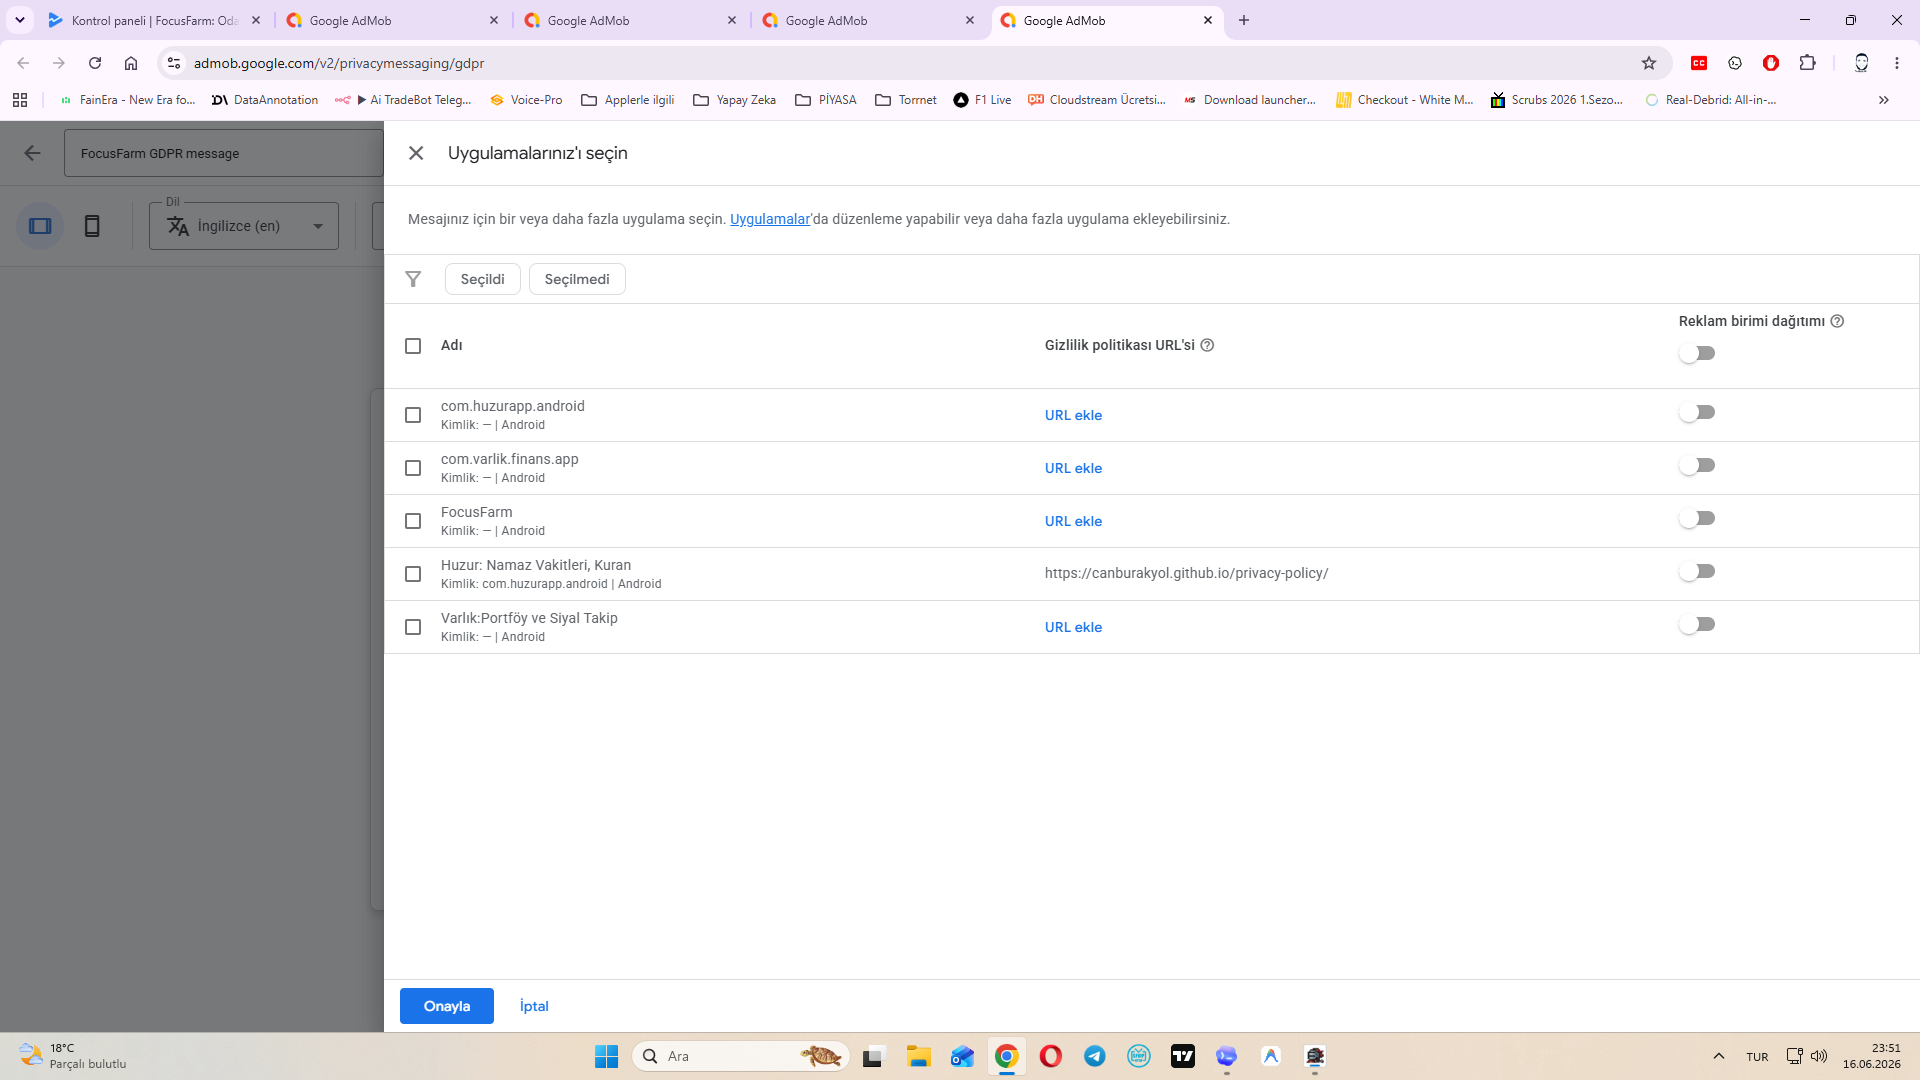 Kontrol paneli | FocusFarm: Oda
Google AdMob
Google AdMob
Google AdMob
Google AdMob
admob.google.com/v2/privacymessaging/gdpr
CC
FainEra - New Era fo...
DataAnnotation
Ai TradeBot Teleg...
Voice-Pro
Applerle ilgili
Yapay Zeka
PİYASA
Torrnet
F1 Live
DH
Cloudstream Ücretsi...
MS
Download launcher...
Checkout - White M...
Scrubs 2026 1.Sezo...
Real-Debrid: All-in-...
FocusFarm GDPR message
Dil
İngilizce (en)
Uygulamalarınız'ı seçin
Mesajınız için bir veya daha fazla uygulama seçin. Uygulamalar'da düzenleme yapabilir veya daha fazla uygulama ekleyebilirsiniz.
Seçildi
Seçilmedi
Adı
Gizlilik politikası URL'si
Reklam birimi dağıtımı
com.huzurapp.android
Kimlik: — | Android
URL ekle
com.varlik.finans.app
Kimlik: — | Android
URL ekle
FocusFarm
Kimlik: — | Android
URL ekle
Huzur: Namaz Vakitleri, Kuran
Kimlik: com.huzurapp.android | Android
https://canburakyol.github.io/privacy-policy/
Varlık:Portföy ve Siyal Takip
Kimlik: — | Android
URL ekle
Onayla
İptal
18°C
Parçalı bulutlu
Ara
TUR
23:51
16.06.2026